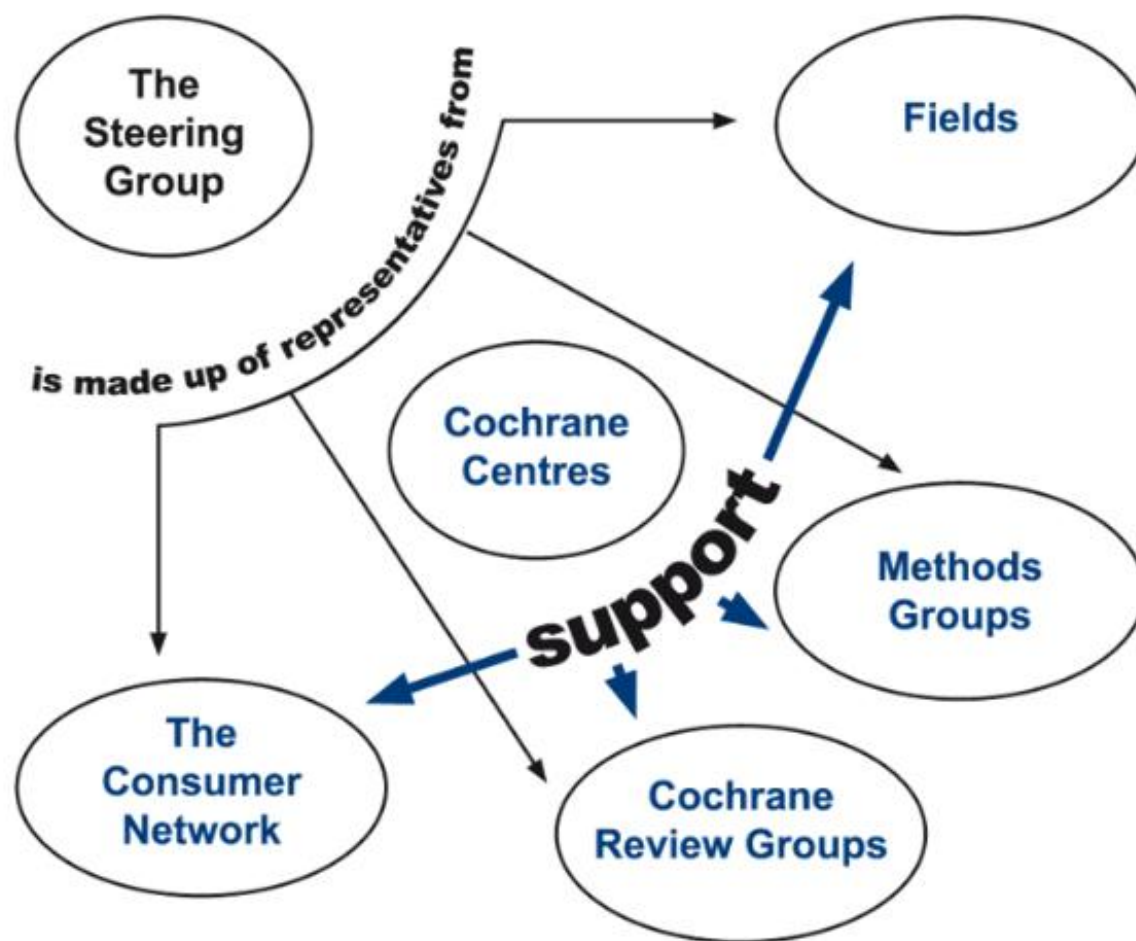 The
Steering
Group
is made up of representatives from
Fields
Cochrane
Centres
support
Methods
Groups
The
Consumer
Network
Cochrane
Review Groups